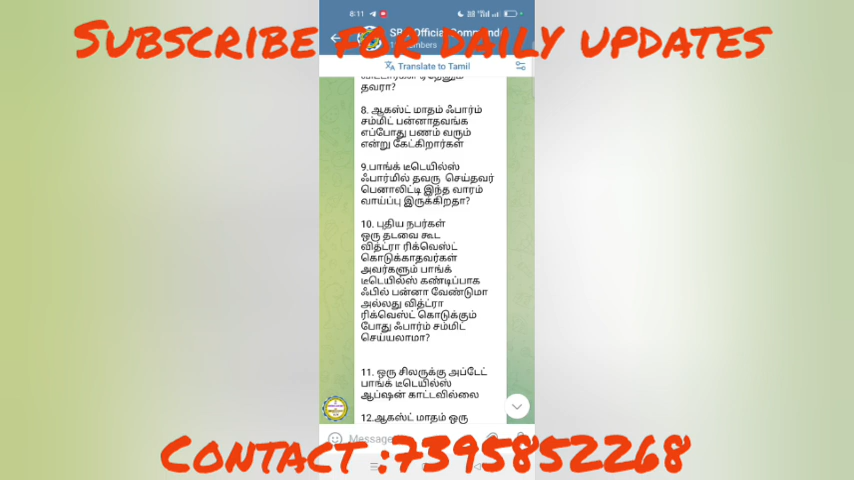 SUBSCRIBE FOR DAILY UPDATES
8:11
Official
Translate to Tamil
தவரா?
8. ஆகஸ்ட் மாதம் ஃபார்ம்
சம்மிட் பன்னாதவங்க
எப்போது பணம் வரும்
என்று கேட்கிறார்கள்
9.பாங்க் டீடெயில்ஸ்
ஃபார்மில் தவரு செய்தவர்
பெனாலிட்டி இந்த வாரம்
வாய்ப்பு இருக்கிறதா?
10. புதிய நபர்கள்
ஒரு தடவை கூட
வித்ட்ரா ரிக்வெஸ்ட்
கொடுக்காதவர்கள்
அவர்களும் பாங்க்
டீடெயில்ஸ் கண்டிப்பாக
ஃபில் பன்னா வேண்டுமா
அல்லது வித்ட்ரா
ரிக்வெஸ்ட் கொடுக்கும்
போது ஃபார்ம் சம்மிட்
செய்யலாமா?
11. ஒரு சிலருக்கு அப்டேட்
பாங்க் டீடெயில்ஸ்
ஆப்ஷன் காட்டவில்லை
12.ஆகஸ்ட் மாதம் ஒரு
CONTACT :7395852268